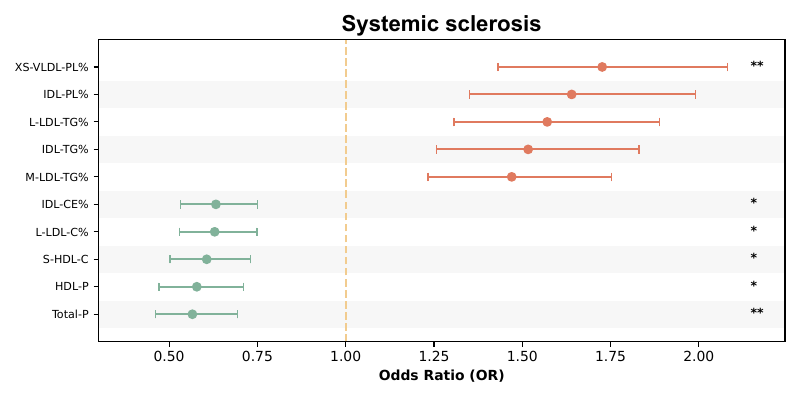 Systemic sclerosis
XS-VLDL-PL% **
IDL-PL%
L-LDL-TG%
IDL-TG%
M-LDL-TG%
IDL-CE% *
L-LDL-C% *
S-HDL-C *
HDL-P *
Total-P **
0.50 0.75 1.00 1.25 1.50 1.75 2.00
Odds Ratio (OR)